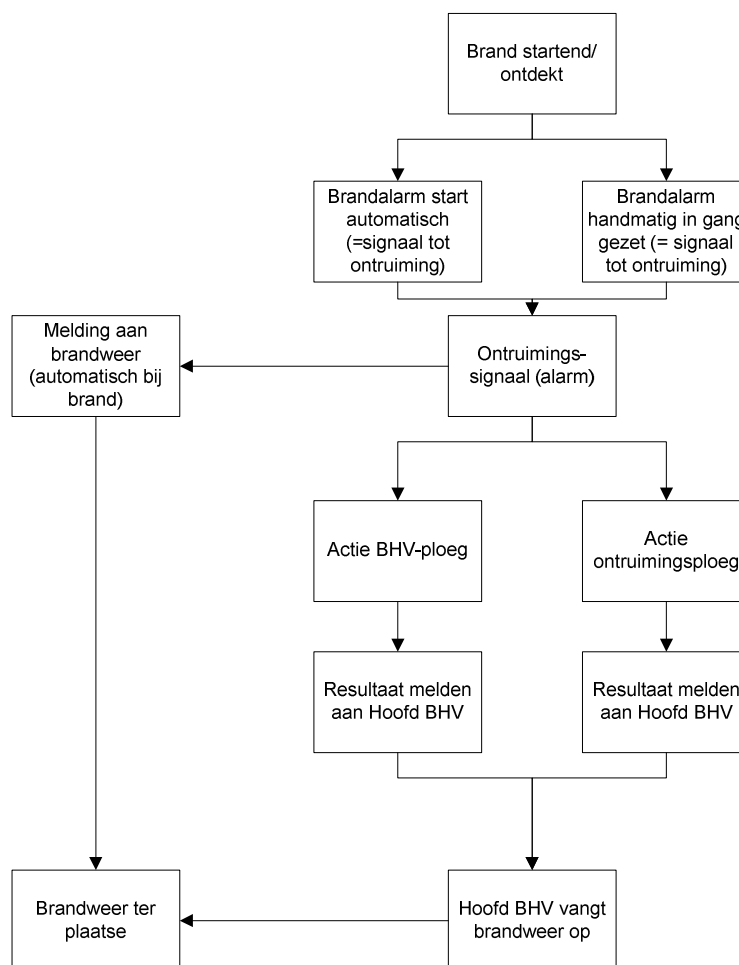 Brand startend/
ontdekt
Brandalarm start
automatisch
(=signaal tot
ontruiming)
Brandalarm
handmatig in gang
gezet (= signaal
tot ontruiming)
Melding aan
brandweer
(automatisch bij
brand)
Ontruimings-
signaal (alarm)
Actie BHV-ploeg
Actie
ontruimingsploeg
Resultaat melden
aan Hoofd BHV
Resultaat melden
aan Hoofd BHV
Brandweer ter
plaatse
Hoofd BHV vangt
brandweer op